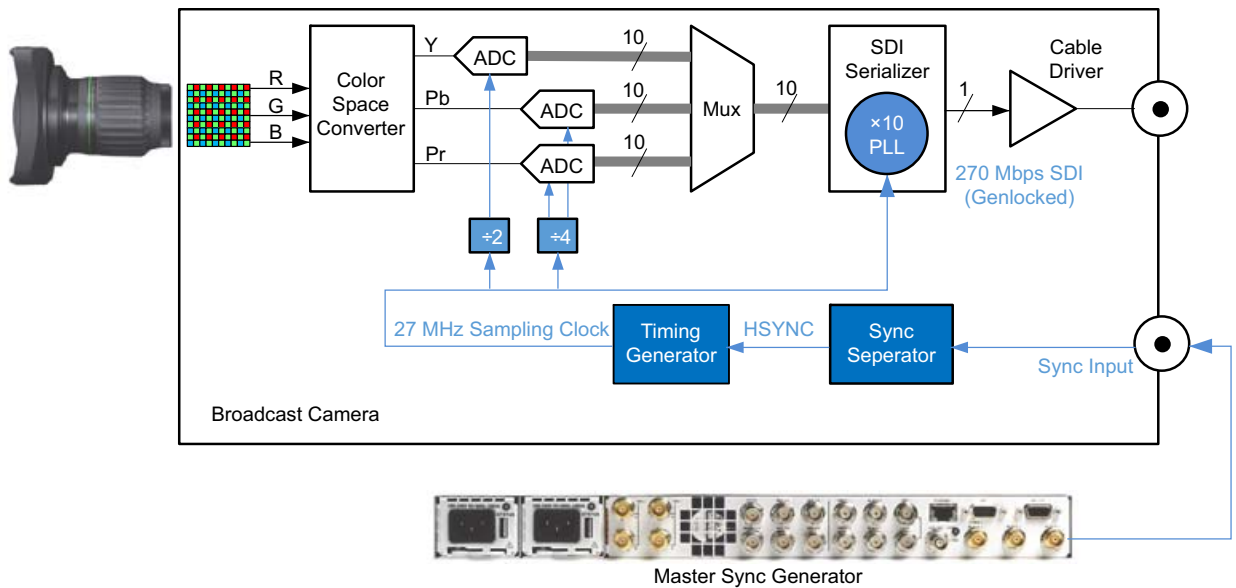 R
G
B
Color
Space
Converter
Y
Pb
Pr
ADC
ADC
ADC
10
10
10
Mux
10
SDI
Serializer
×10
PLL
1
Cable
Driver
270 Mbps SDI
(Genlocked)
÷2
÷4
27 MHz Sampling Clock
Timing
Generator
HSYNC
Sync
Seperator
Sync Input
Broadcast Camera
Master Sync Generator